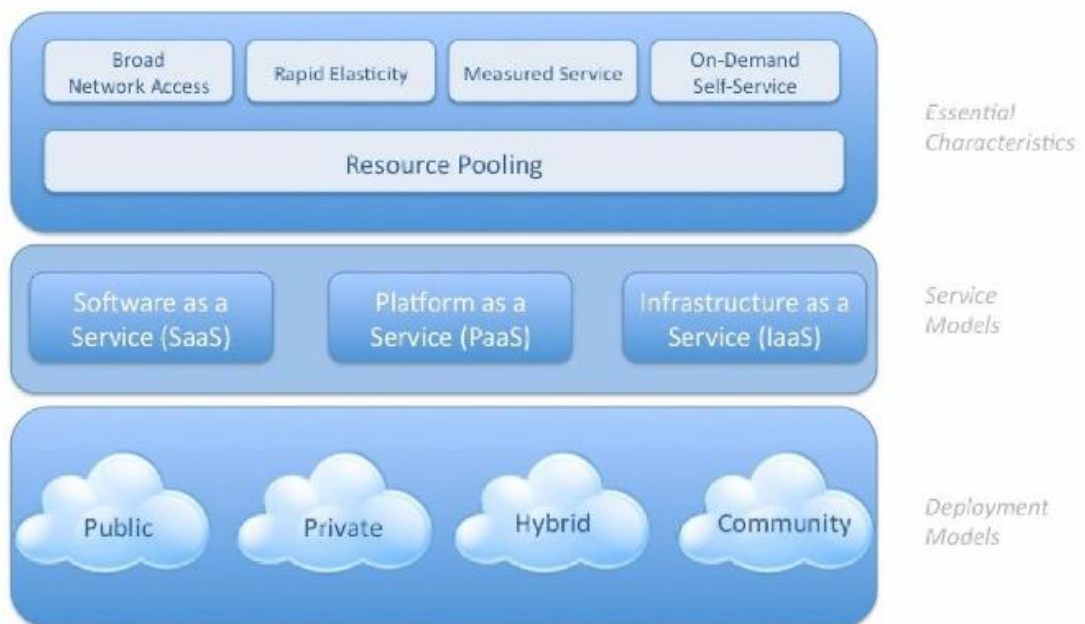 Broad
Network Access
Rapid Elasticity
Measured Service
On-Demand
Self-Service
Resource Pooling
Essential
Characteristics
Software as a
Service (SaaS)
Platform as a
Service (PaaS)
Infrastructure as a
Service (IaaS)
Service
Models
Public
Private
Hybrid
Community
Deployment
Models